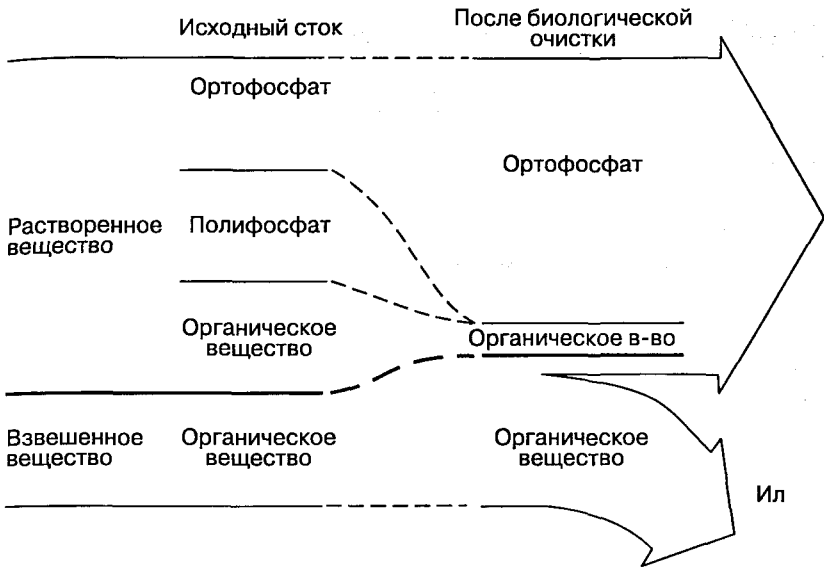 Исходный сток
После биологической
очистки
Ортофосфат
Ортофосфат
Растворенное
вещество
Полифосфат
Органическое
вещество
Органическое в-во
Взвешенное
вещество
Органическое
вещество
Органическое
вещество
Ил